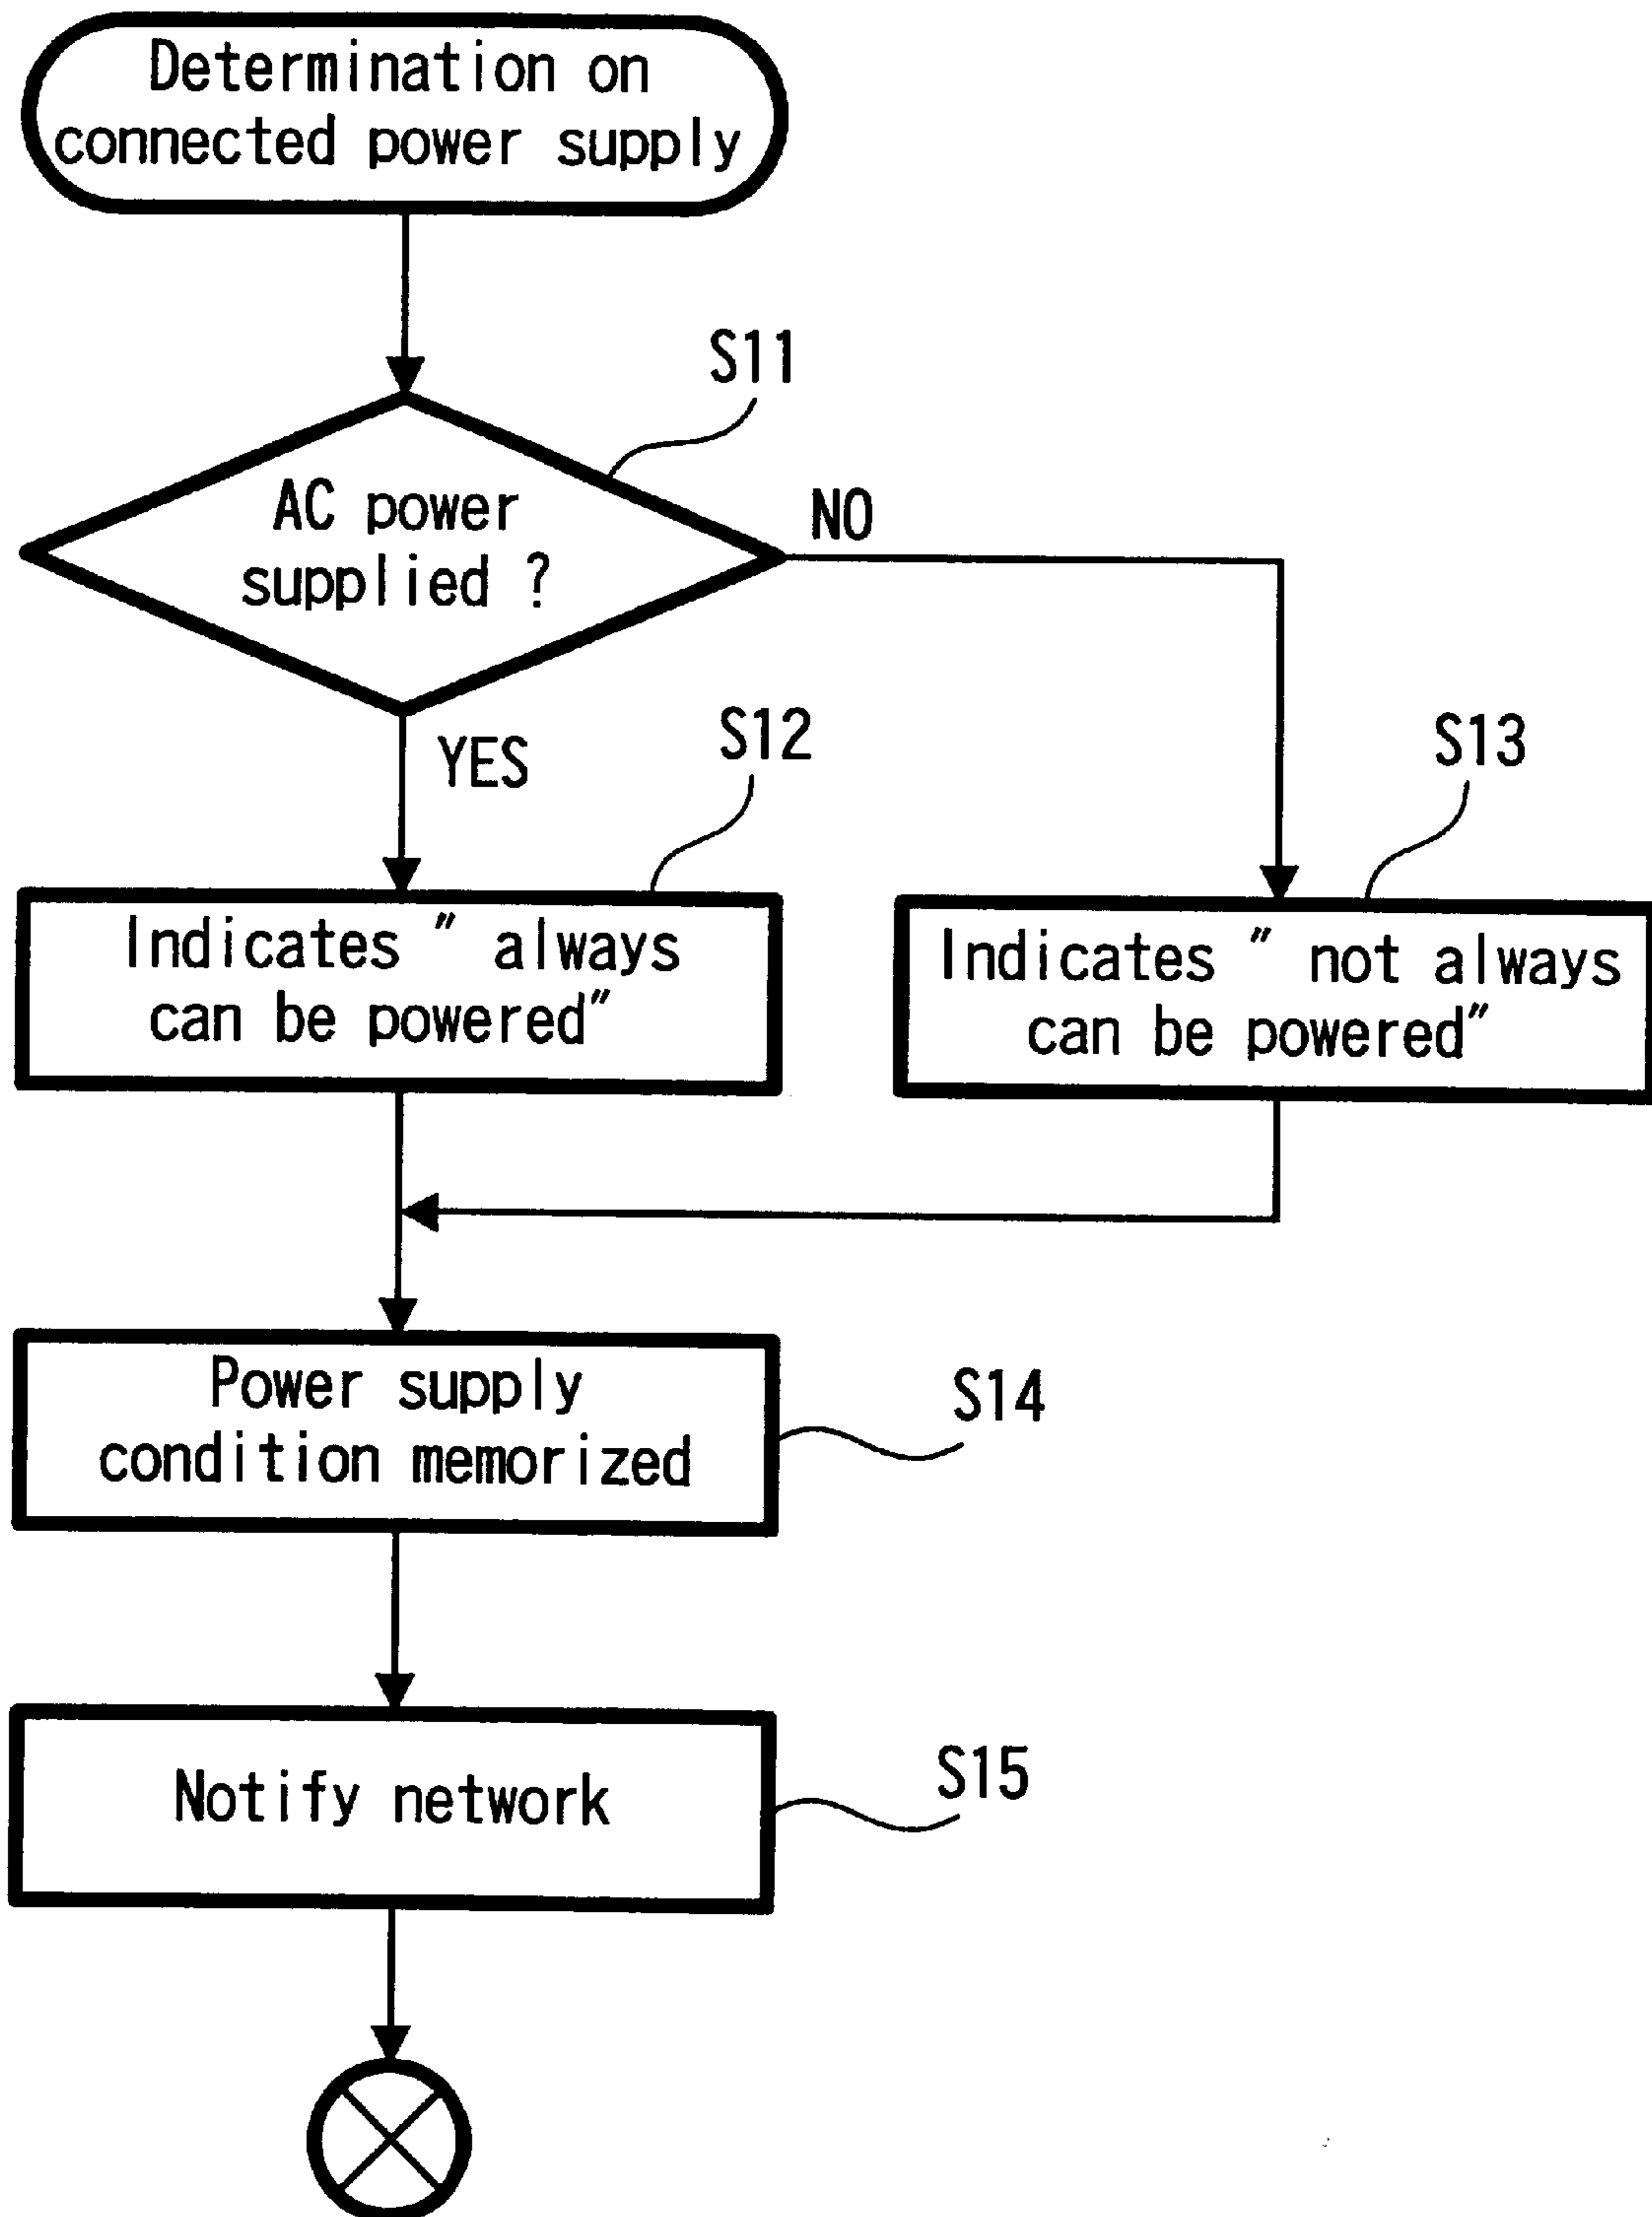 Determination on
connected power supply
S11
AC power
supplied ?
NO
YES
S12
S13
Indicates " always
can be powered"
Indicates " not always
can be powered"
Power supply
condition memorized
S14
Notify network
S15